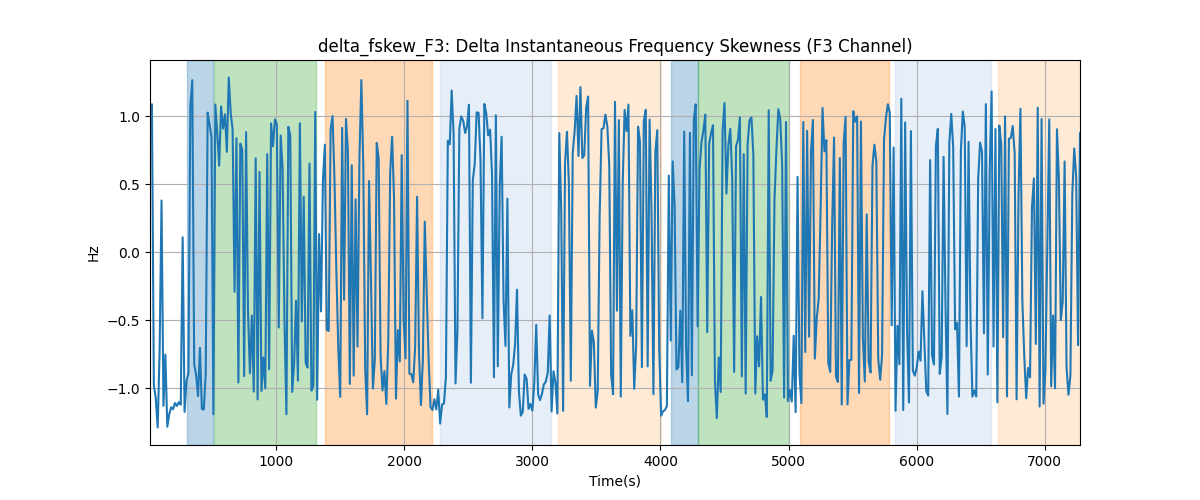 delta_fskew_F3: Delta Instantaneous Frequency Skewness (F3 Channel)
1.0
0.5
0.0
−0.5
−1.0
Hz
1000 2000 3000 4000 5000 6000 7000
Time(s)